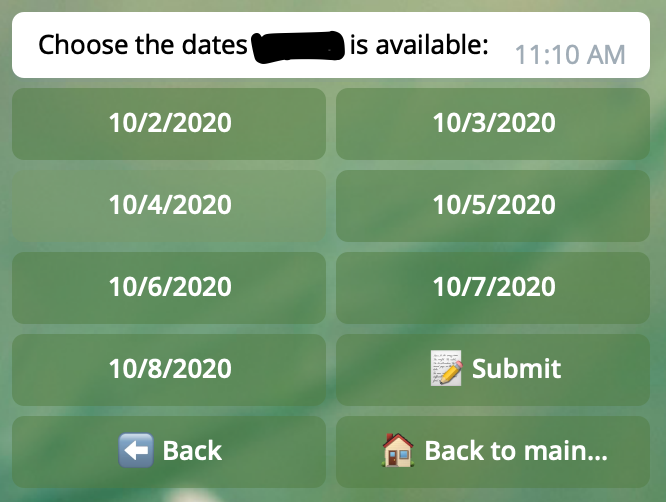 Choose the dates is available: 11:10 AM
10/2/2020 10/3/2020
10/4/2020 10/5/2020
10/6/2020 10/7/2020
10/8/2020 Submit
Back Back to main...